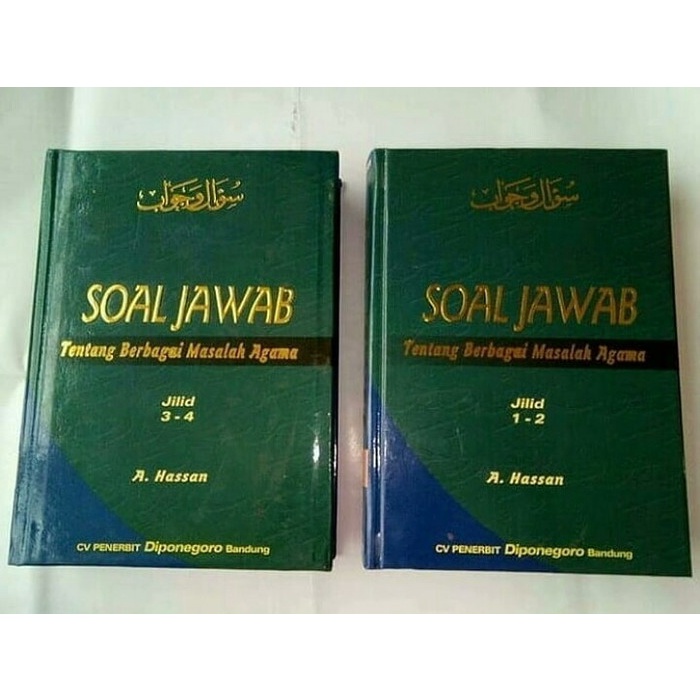 سؤال وجواب
SOAL JAWAB
Tentang Berbagai Masalah Agama
Jilid
3 - 4
A. Hassan
CV PENERBIT Diponegoro Bandung
سؤال وجواب
SOAL JAWAB
Tentang Berbagai Masalah Agama
Jilid
1 - 2
A. Hassan
CV PENERBIT Diponegoro Bandung